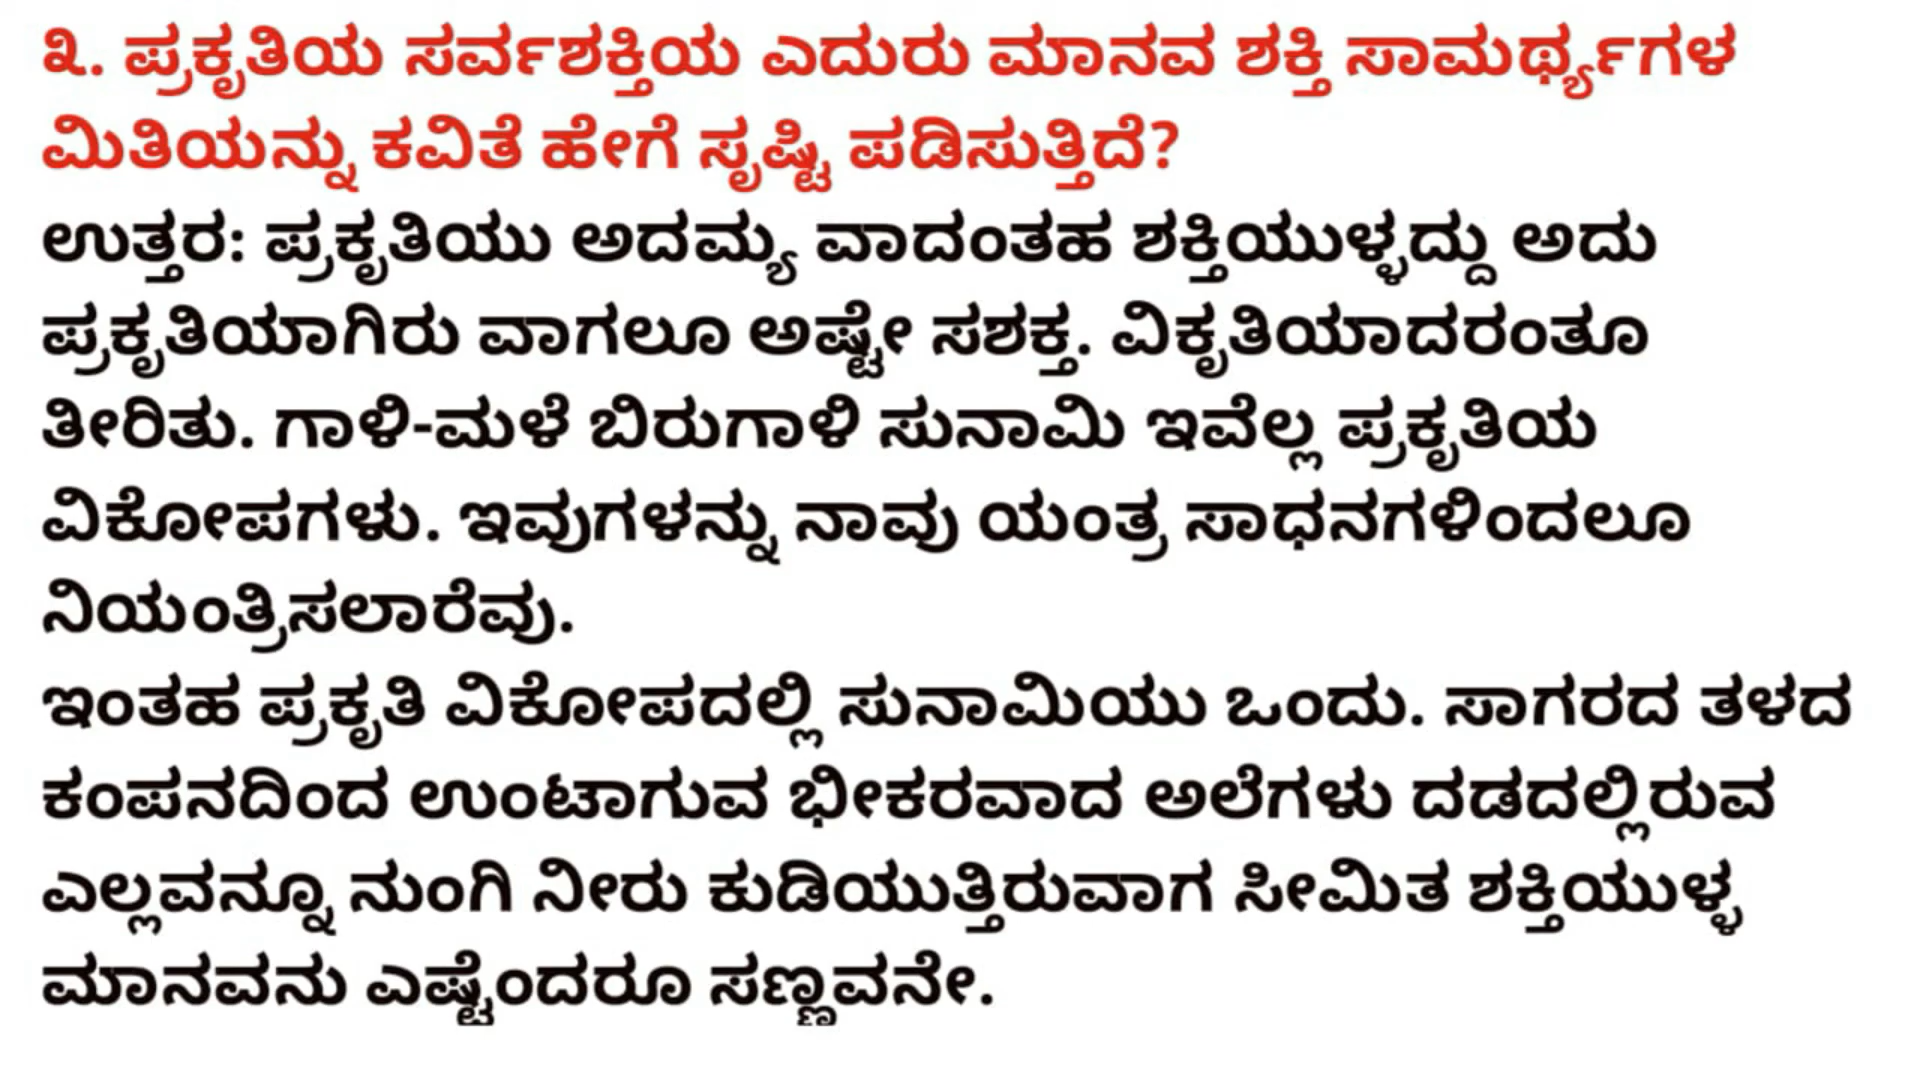 ೩. ಪ್ರಕೃತಿಯ ಸರ್ವಶಕ್ತಿಯ ಎದುರು ಮಾನವ ಶಕ್ತಿ ಸಾಮರ್ಥ್ಯಗಳ
ಮಿತಿಯನ್ನು ಕವಿತೆ ಹೇಗೆ ಸೃಷ್ಟಿ ಪಡಿಸುತ್ತಿದೆ?
ಉತ್ತರ: ಪ್ರಕೃತಿಯು ಅದಮ್ಯ ವಾದಂತಹ ಶಕ್ತಿಯುಳ್ಳದ್ದು ಅದು
ಪ್ರಕೃತಿಯಾಗಿರು ವಾಗಲೂ ಅಷ್ಟೇ ಸಶಕ್ತ. ವಿಕೃತಿಯಾದರಂತೂ
ತೀರಿತು. ಗಾಳಿ-ಮಳೆ ಬಿರುಗಾಳಿ ಸುನಾಮಿ ಇವೆಲ್ಲ ಪ್ರಕೃತಿಯ
ವಿಕೋಪಗಳು. ಇವುಗಳನ್ನು ನಾವು ಯಂತ್ರ ಸಾಧನಗಳಿಂದಲೂ
ನಿಯಂತ್ರಿಸಲಾರೆವು.
ಇಂತಹ ಪ್ರಕೃತಿ ವಿಕೋಪದಲ್ಲಿ ಸುನಾಮಿಯು ಒಂದು. ಸಾಗರದ ತಳದ
ಕಂಪನದಿಂದ ಉಂಟಾಗುವ ಭೀಕರವಾದ ಅಲೆಗಳು ದಡದಲ್ಲಿರುವ
ಎಲ್ಲವನ್ನೂ ನುಂಗಿ ನೀರು ಕುಡಿಯುತ್ತಿರುವಾಗ ಸೀಮಿತ ಶಕ್ತಿಯುಳ್ಳ
ಮಾನವನು ಎಷ್ಟೆಂದರೂ ಸಣ್ಣವನೇ.